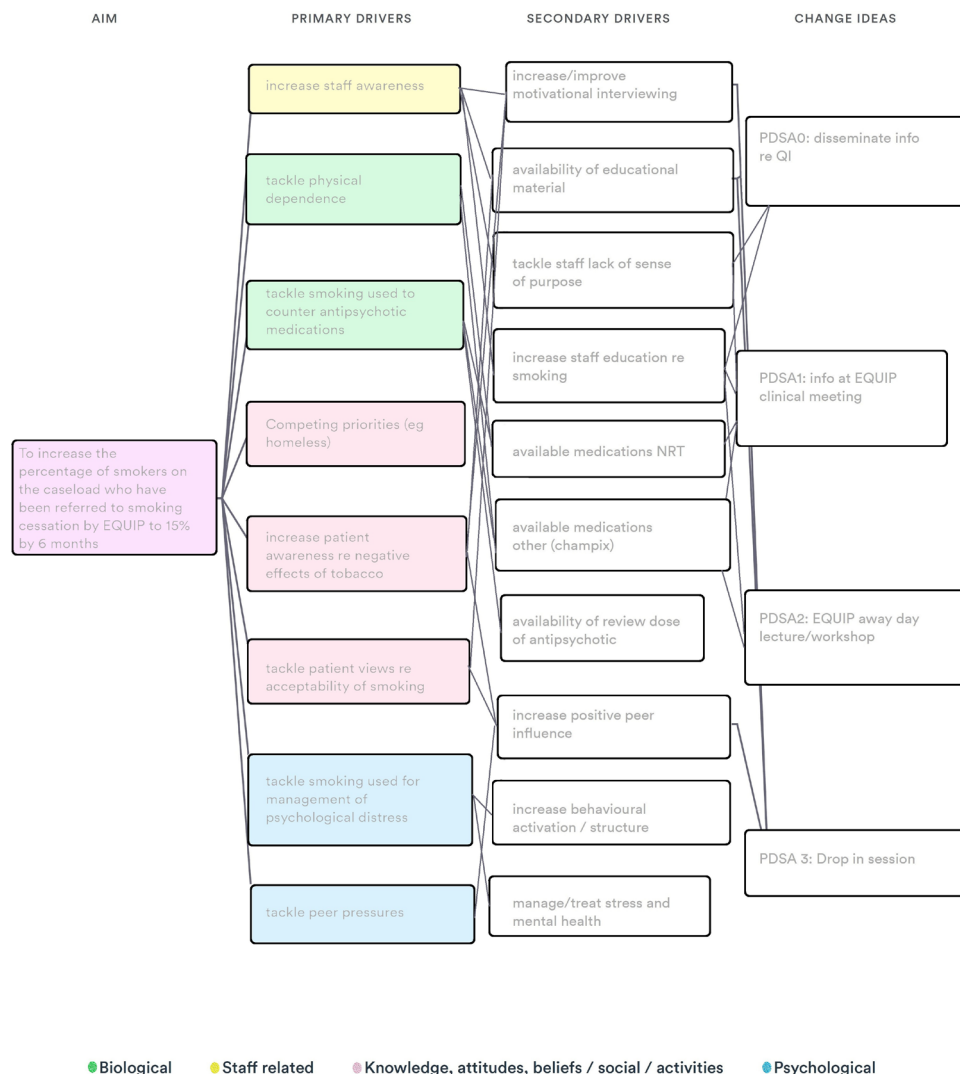 AIM
PRIMARY DRIVERS
SECONDARY DRIVERS
CHANGE IDEAS
To increase the
percentage of smokers on
the caseload who have
been referred to smoking
cessation by EQUIP to 15%
by 6 months
increase staff awareness
tackle physical
dependence
tackle smoking used to
counter antipsychotic
medications
Competing priorities (eg
homeless)
increase patient
awareness re negative
effects of tobacco
tackle patient views re
acceptability of smoking
tackle smoking used for
management of
psychological distress
tackle peer pressures
increase/improve
motivational interviewing
availability of educational
material
tackle staff lack of sense
of purpose
increase staff education re
smoking
available medications NRT
available medications
other (champix)
availability of review dose
of antipsychotic
increase positive peer
influence
increase behavioural
activation / structure
manage/treat stress and
mental health
PDSA0: disseminate info
re QI
PDSA1: info at EQUIP
clinical meeting
PDSA2: EQUIP away day
lecture/workshop
PDSA 3: Drop in session
Biological
Staff related
Knowledge, attitudes, beliefs / social / activities
Psychological